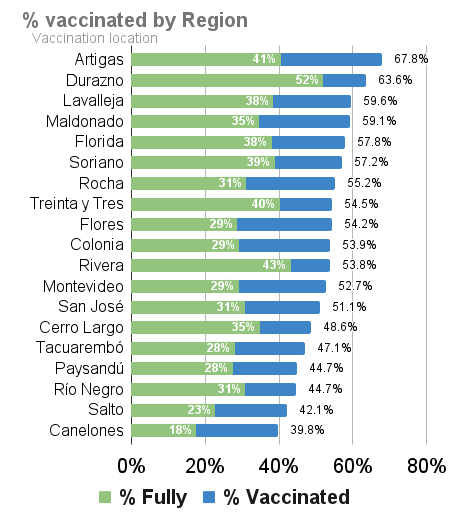 % vaccinated by Region
Vaccination location
Artigas 41% 67.8%
Durazno 52% 63.6%
Lavalleja 38% 59.6%
Maldonado 35% 59.1%
Florida 38% 57.8%
Soriano 39% 57.2%
Rocha 31% 55.2%
Treinta y Tres 40% 54.5%
Flores 29% 54.2%
Colonia 29% 53.9%
Rivera 43% 53.8%
Montevideo 29% 52.7%
San José 31% 51.1%
Cerro Largo 35% 48.6%
Tacuarembó 28% 47.1%
Paysandú 28% 44.7%
Río Negro 31% 44.7%
Salto 23% 42.1%
Canelones 18% 39.8%
0% 20% 40% 60% 80%
% Fully % Vaccinated